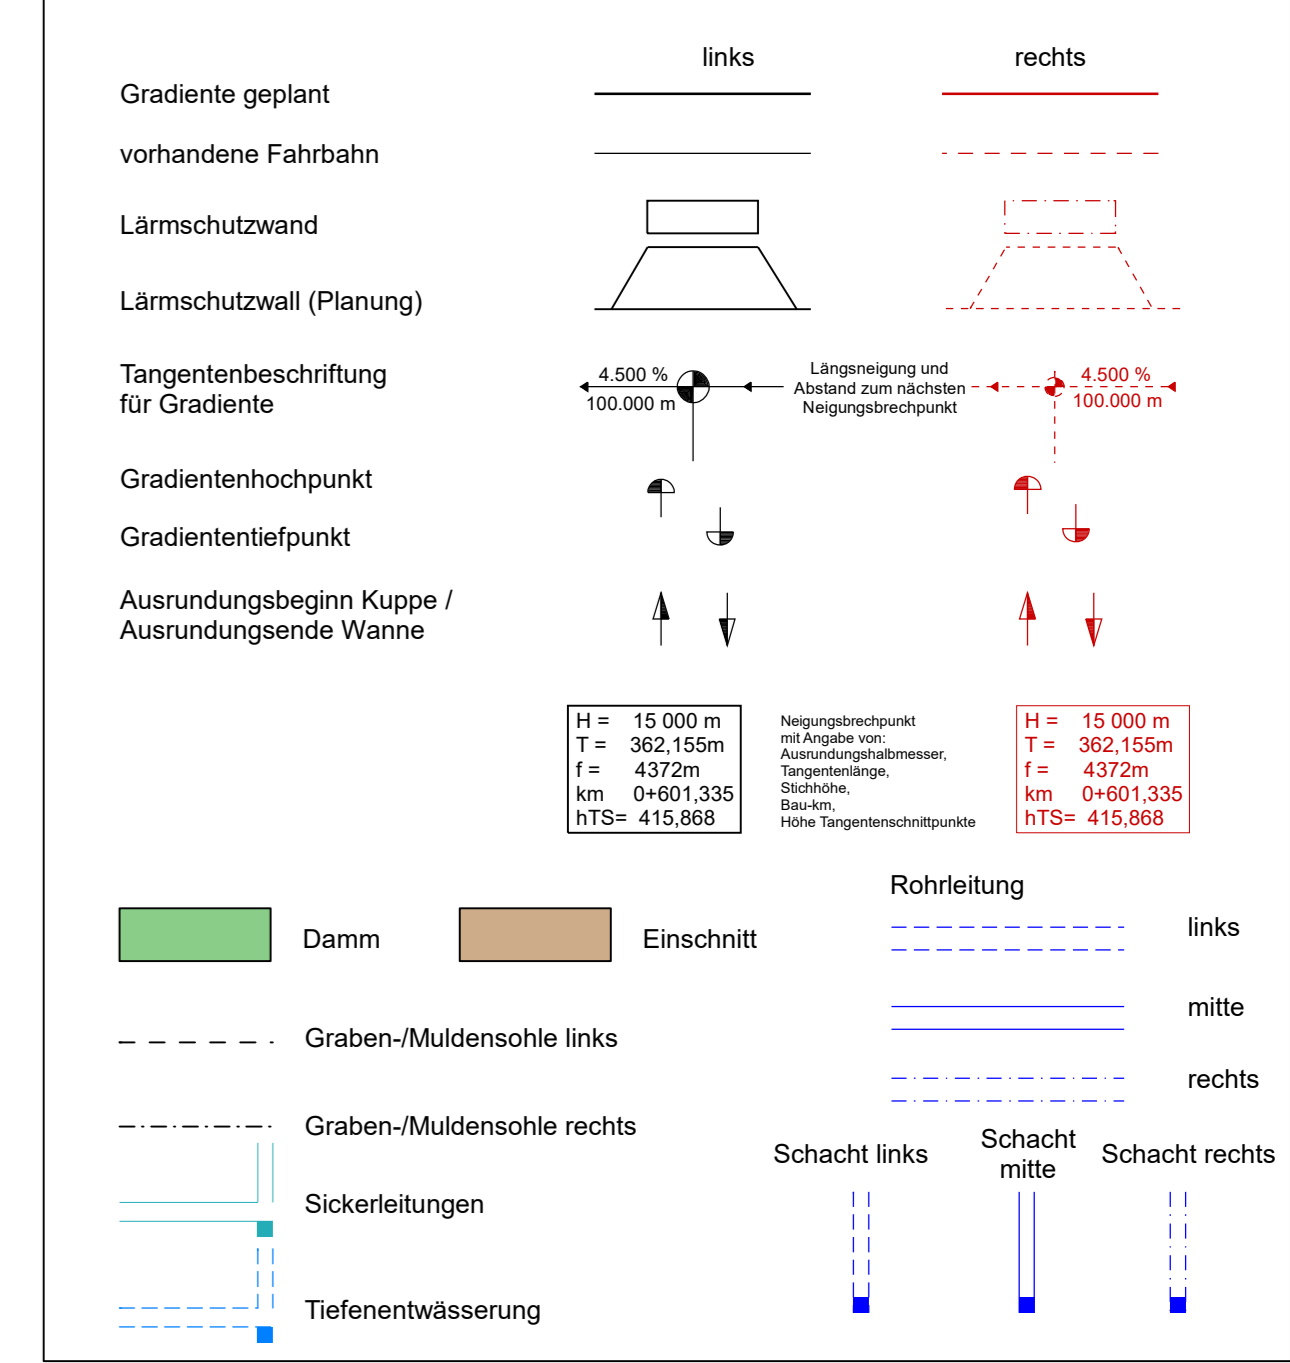 links rechts
Gradiente geplant
vorhandene Fahrbahn
Lärmschutzwand
Lärmschutzwall (Planung)
Tangentenbeschriftung
für Gradiente
4.500 %
100.000 m
Längsneigung und
Abstand zum nächsten
Neigungsbrechpunkt
4.500 %
100.000 m
Gradientenhochpunkt
Gradiententiefpunkt
Ausrundungsbeginn Kuppe /
Ausrundungsende Wanne
H = 15 000 m
T = 362,155m
f = 4372m
km 0+601,335
hTS= 415,868
Neigungsbrechpunkt
mit Angabe von:
Ausrundungshalbmesser,
Tangentenlänge,
Stichhöhe,
Bau-km,
Höhe Tangentenschnittpunkte
H = 15 000 m
T = 362,155m
f = 4372m
km 0+601,335
hTS= 415,868
Damm
Einschnitt
Graben-/Muldensohle links
Graben-/Muldensohle rechts
Sickerleitungen
Tiefenentwässerung
Rohrleitung
links
mitte
rechts
Schacht links
Schacht
mitte
Schacht rechts